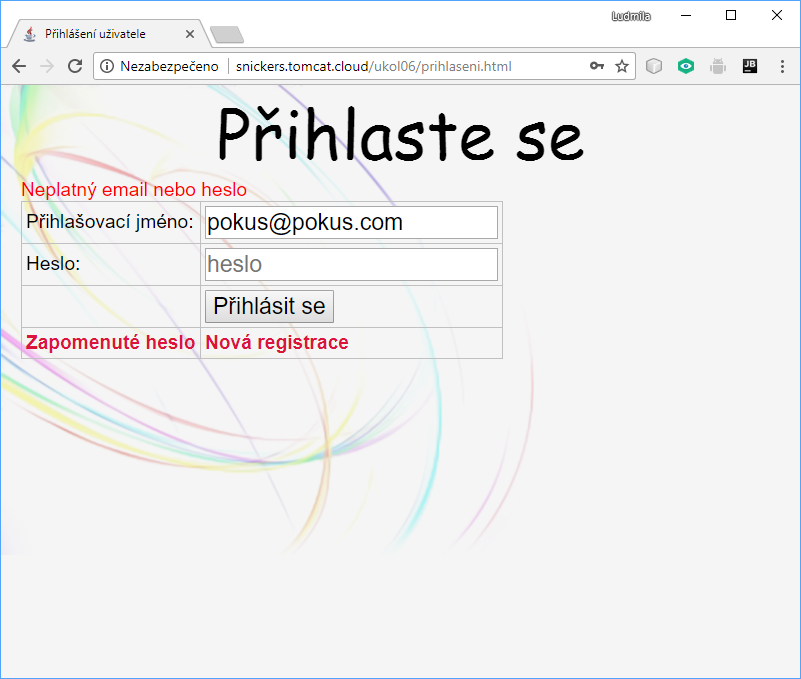 Ludmila
Přihlášení uživatele
Nezabezpečeno snickers.tomcat.cloud/ukol06/prihlaseni.html
JB
Přihlaste se
Neplatný email nebo heslo
Přihlašovací jméno: pokus@pokus.com
Heslo: heslo
Přihlásit se
Zapomenuté heslo Nová registrace